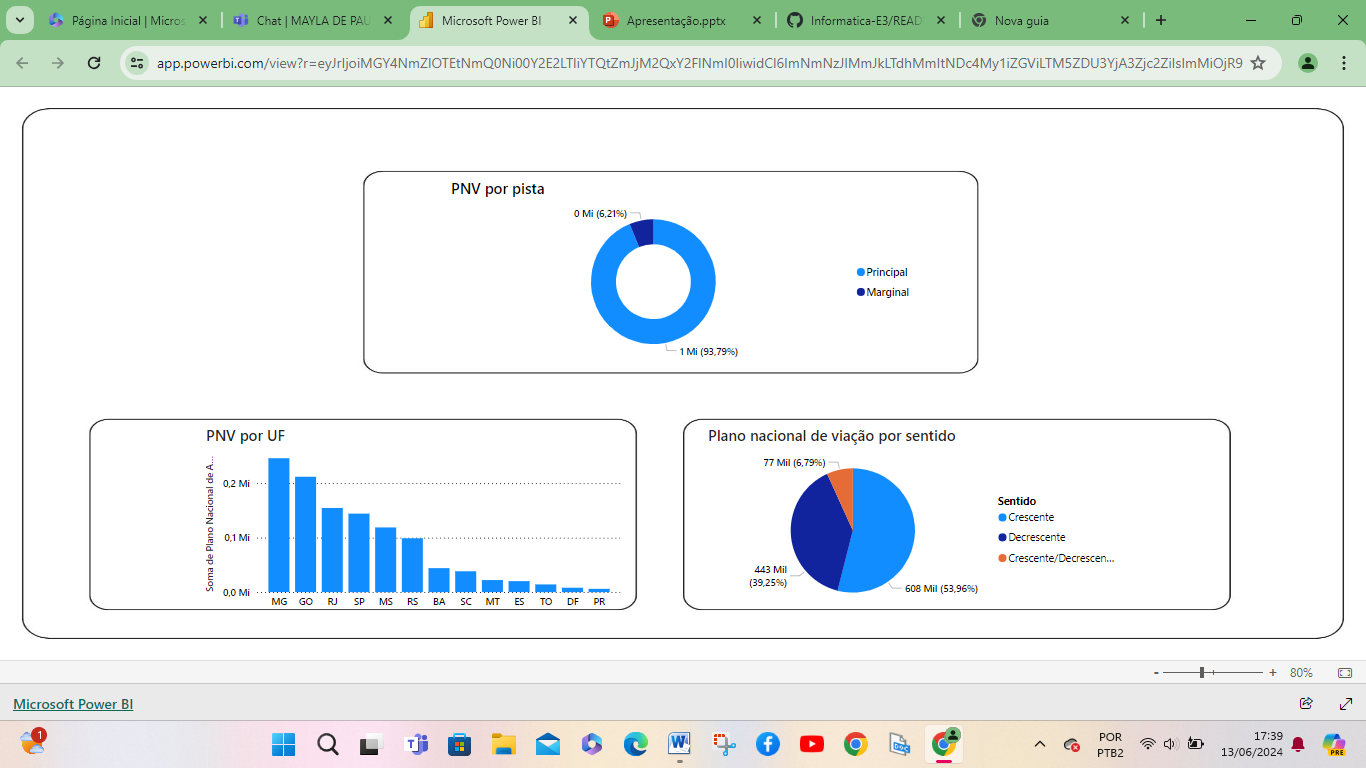 Página Inicial | Micros
Chat | MAYLA DE PAU
Microsoft Power BI
Apresentação.pptx
Informatica-E3/READ
Nova guia
app.powerbi.com/view?r=
PNV por pista
0 Mi (6,21%)
1 Mi (93,79%)
Principal
Marginal
PNV por UF
Soma de Plano Nacional de A...
0,2 Mi
0,1 Mi
0,0 Mi
MG GO RJ SP MS RS BA SC MT ES TO DF PR
Plano nacional de viação por sentido
77 Mil (6,79%)
443 Mil
(39,25%)
608 Mil (53,96%)
Sentido
Crescente
Decrescente
Crescente/Decrescen...
- + 80%
Microsoft Power BI
1
POR
PTB2
17:39
13/06/2024
PRE